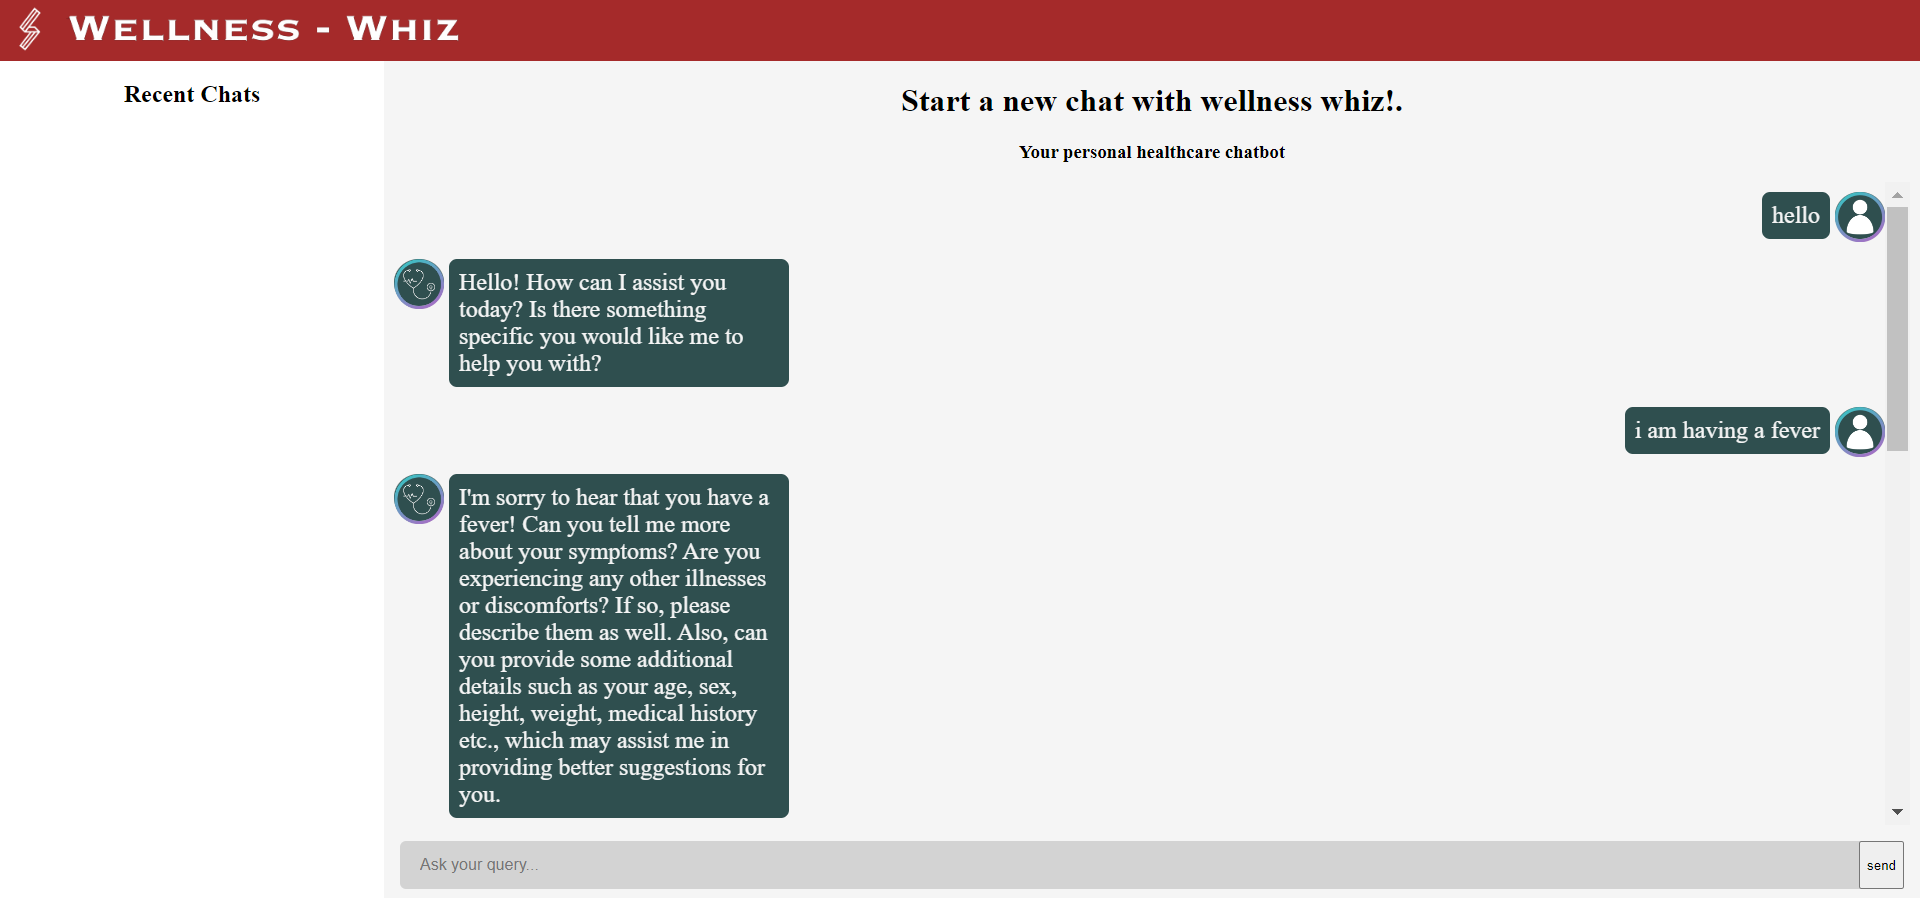 Wellness - Whiz
Recent Chats
Start a new chat with wellness whiz!.
Your personal healthcare chatbot
hello
Hello! How can I assist you
today? Is there something
specific you would like me to
help you with?
i am having a fever
I'm sorry to hear that you have a
fever! Can you tell me more
about your symptoms? Are you
experiencing any other illnesses
or discomforts? If so, please
describe them as well. Also, can
you provide some additional
details such as your age, sex,
height, weight, medical history
etc., which may assist me in
providing better suggestions for
you.
Ask your query...
send